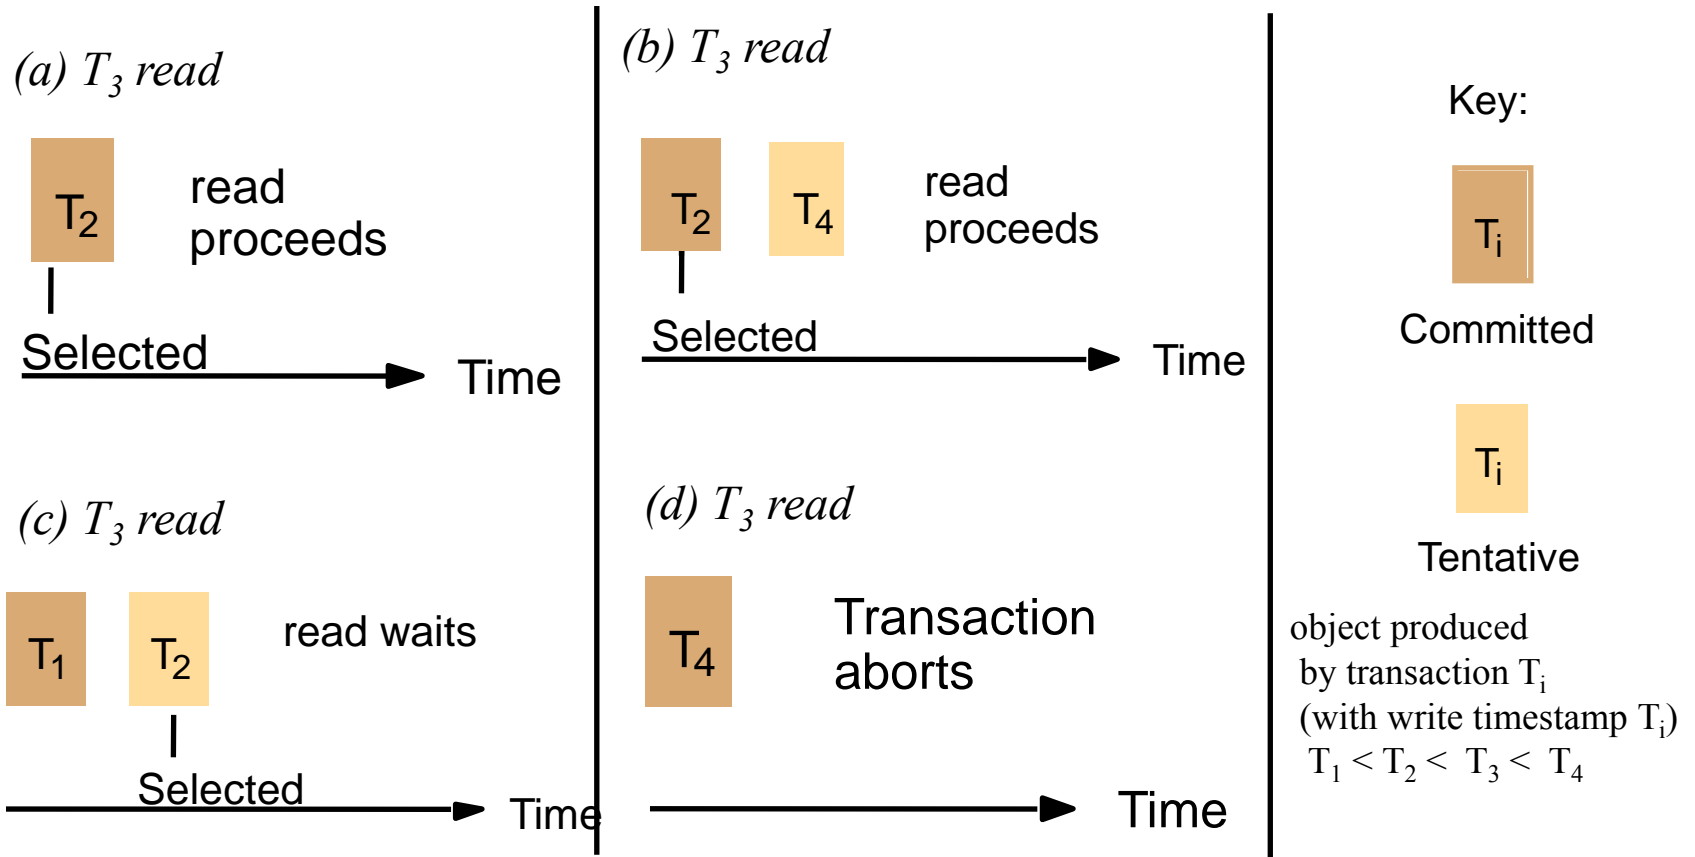 (a) T₃ read
T₂
read
proceeds
Selected
Time
(b) T₃ read
T₂
T₄
read
proceeds
Selected
Time
(c) T₃ read
T₁
T₂
read waits
Selected
Time
(d) T₃ read
T₄
Transaction
aborts
Time
Key:
Tᵢ
Committed
Tᵢ
Tentative
object produced
by transaction Tᵢ
(with write timestamp Tᵢ)
T₁ < T₂ < T₃ < T₄